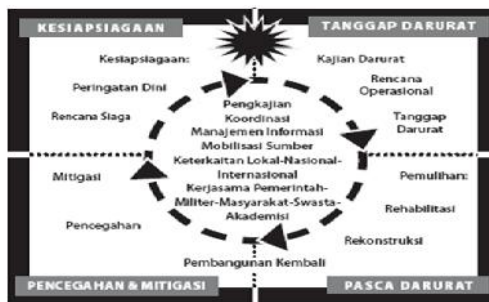 KESIAPSIAGAAN
TANGGAP DARURAT
Kesiapsiagaan:
Peringatan Dini
Rencana Siaga
Kajian Darurat
Rencana
Operasional
Tanggap
Darurat
Pengkajian
Koordinasi
Manajemen Informasi
Mobilisasi Sumber
Keterkaitan Lokal-Nasional-
Internasional
Kerjasama Pemerintah-
Militer-Masyarakat-Swasta-
Akademisi
Mitigasi
Pencegahan
Pemulihan:
Rehabilitasi
Rekonstruksi
Pembangunan Kembali
PENCEGAHAN & MITIGASI
PASCA DARURAT